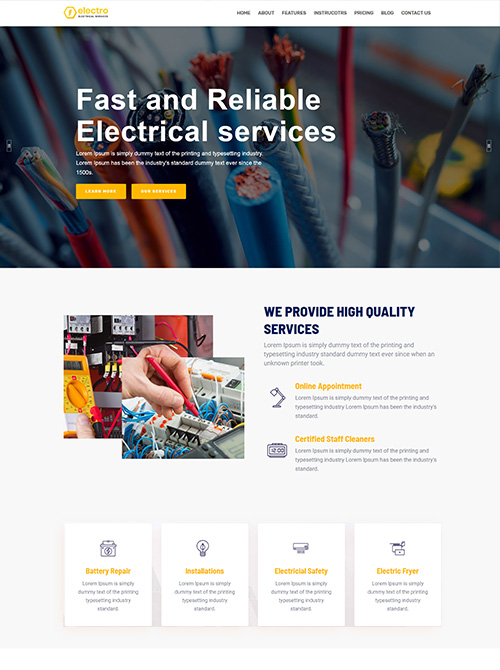 electro
ELECTRICAL SERVICE
HOME ABOUT FEATURES INSTRUCOTRS PRICING BLOG CONTACT US
Fast and Reliable
Electrical services
Lorem Ipsum is simply dummy text of the printing and typesetting industry.
Lorem Ipsum has been the industry's standard dummy text ever since the
1500s.
LEARN MORE OUR SERVICES
WE PROVIDE HIGH QUALITY
SERVICES
Lorem Ipsum is simply dummy text of the printing and
typesetting industry standard dummy text ever since when an
unknown printer took.
Online Appointment
Lorem Ipsum is simply dummy text of the printing and
typesetting industry Lorem Ipsum has been the industry's
standard.
Certified Staff Cleaners
12:00
Lorem Ipsum is simply dummy text of the printing and
typesetting industry Lorem Ipsum has been the industry's
standard.
Battery Repair
Lorem Ipsum is simply
dummy text of the printing
typesetting industry
standard.
Installations
Lorem Ipsum is simply
dummy text of the printing
typesetting industry
standard.
Electricial Safety
Lorem Ipsum is simply
dummy text of the printing
typesetting industry
standard.
Electric Fryer
Lorem Ipsum is simply
dummy text of the printing
typesetting industry
standard.